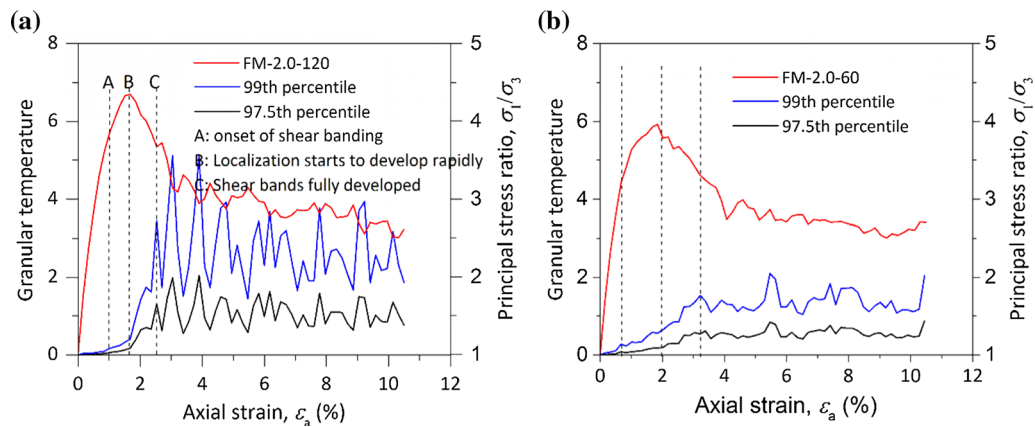 (a)
8
6
4
2
0
Granular temperature
A B C
FM-2.0-120
99th percentile
97.5th percentile
A: onset of shear banding
B: Localization starts to develop rapidly
C: Shear bands fully developed
5
4
3
2
1
Principal stress ratio, σ1/σ3
0 2 4 6 8 10 12
Axial strain, εa (%)
(b)
8
6
4
2
0
Granular temperature
FM-2.0-60
99th percentile
97.5th percentile
5
4
3
2
1
Principal stress ratio, σ1/σ3
0 2 4 6 8 10 12
Axial strain, εa (%)